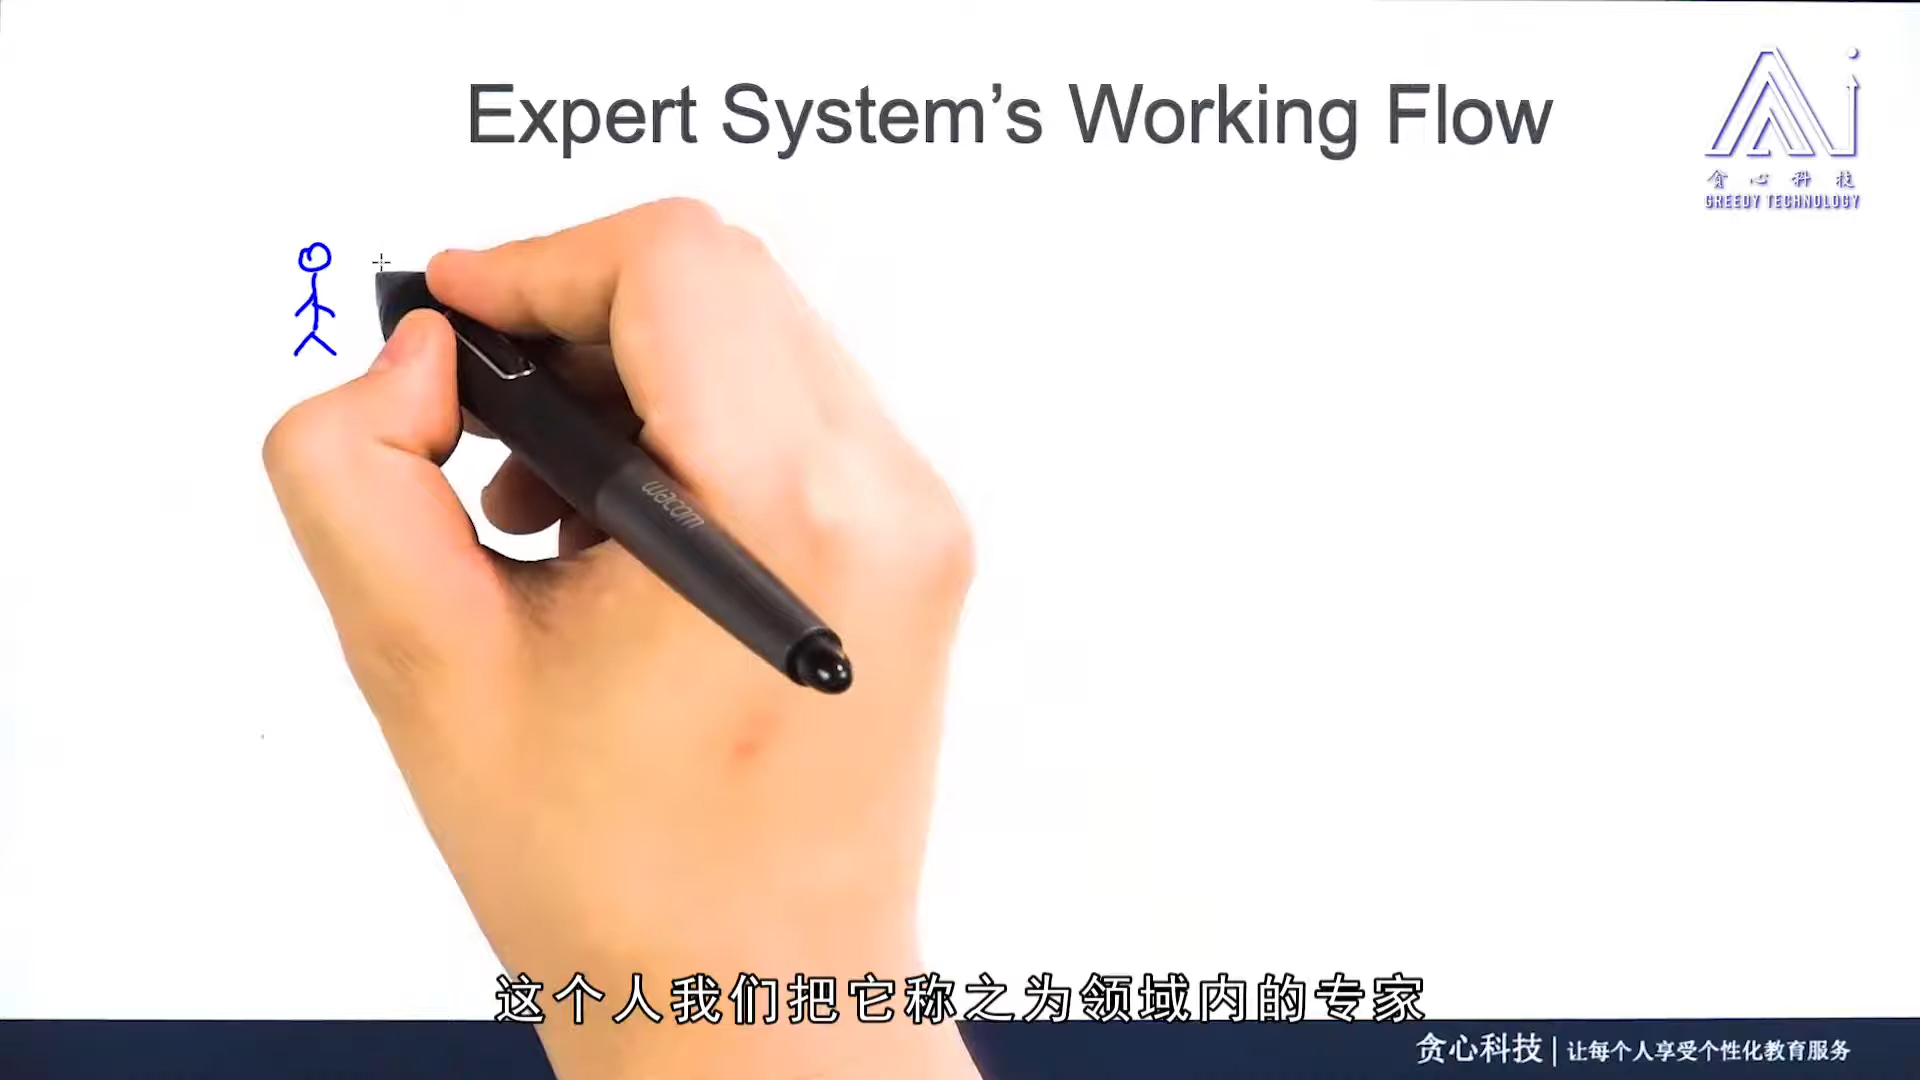 Expert System’s Working Flow
贪心科技
GREEDY TECHNOLOGY
wacom
这个人我们把它称之为领域内的专家
贪心科技 | 让每个人享受个性化教育服务